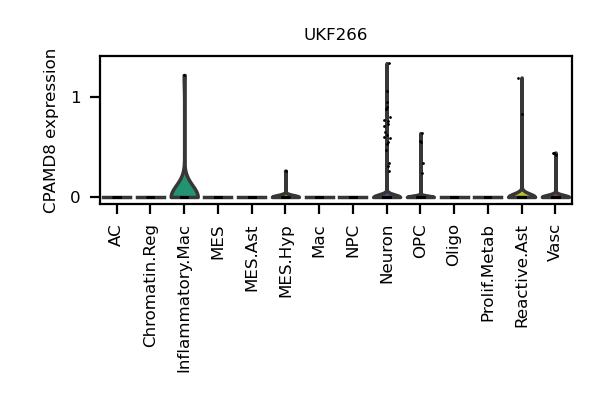 UKF266
CPAMD8 expression
1
0
AC
Chromatin.Reg
Inflammatory.Mac
MES
MES.Ast
MES.Hyp
Mac
NPC
Neuron
OPC
Oligo
Prolif.Metab
Reactive.Ast
Vasc